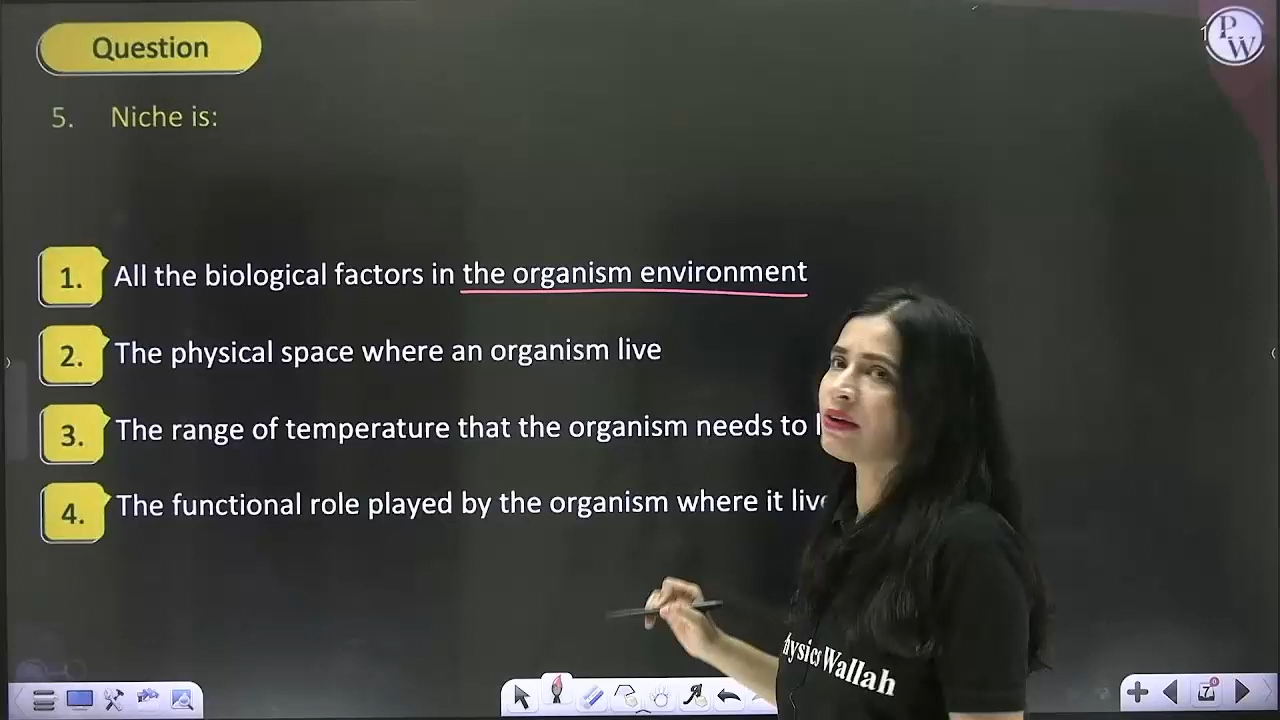 Question
PW
5. Niche is:
1. All the biological factors in the organism environment
2. The physical space where an organism live
3. The range of temperature that the organism needs to
4. The functional role played by the organism where it
Wallah
7